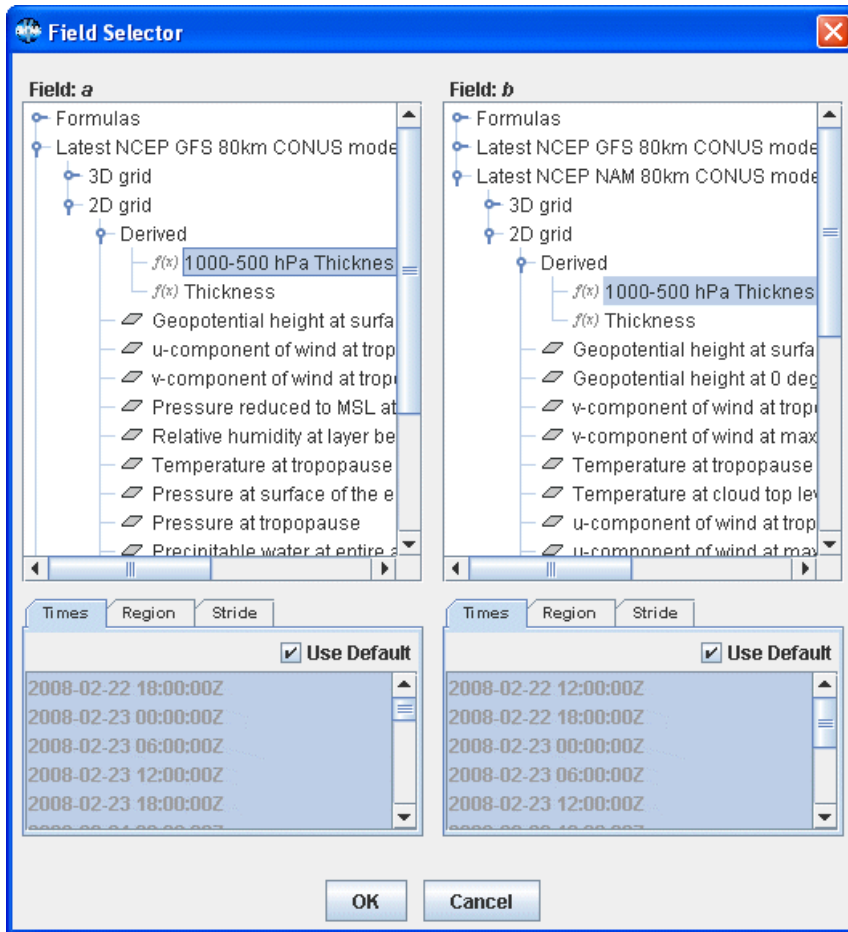 Field Selector
Field: a
Formulas
Latest NCEP GFS 80km CONUS mode
3D grid
2D grid
Derived
f(x) 1000-500 hPa Thicknes
f(x) Thickness
Geopotential height at surfa
u-component of wind at trop
v-component of wind at trop
Pressure reduced to MSL at
Relative humidity at layer be
Temperature at tropopause
Pressure at surface of the e
Pressure at tropopause
Precipitable water at entire a
Times Region Stride
Use Default
2008-02-22 18:00:00Z
2008-02-23 00:00:00Z
2008-02-23 06:00:00Z
2008-02-23 12:00:00Z
2008-02-23 18:00:00Z
Field: b
Formulas
Latest NCEP GFS 80km CONUS mode
Latest NCEP NAM 80km CONUS mode
3D grid
2D grid
Derived
f(x) 1000-500 hPa Thicknes
f(x) Thickness
Geopotential height at surfa
Geopotential height at 0 deg
v-component of wind at trop
v-component of wind at max
Temperature at tropopause
Temperature at cloud top lev
u-component of wind at trop
u-component of wind at max
Times Region Stride
Use Default
2008-02-22 12:00:00Z
2008-02-22 18:00:00Z
2008-02-23 00:00:00Z
2008-02-23 06:00:00Z
2008-02-23 12:00:00Z
OK Cancel